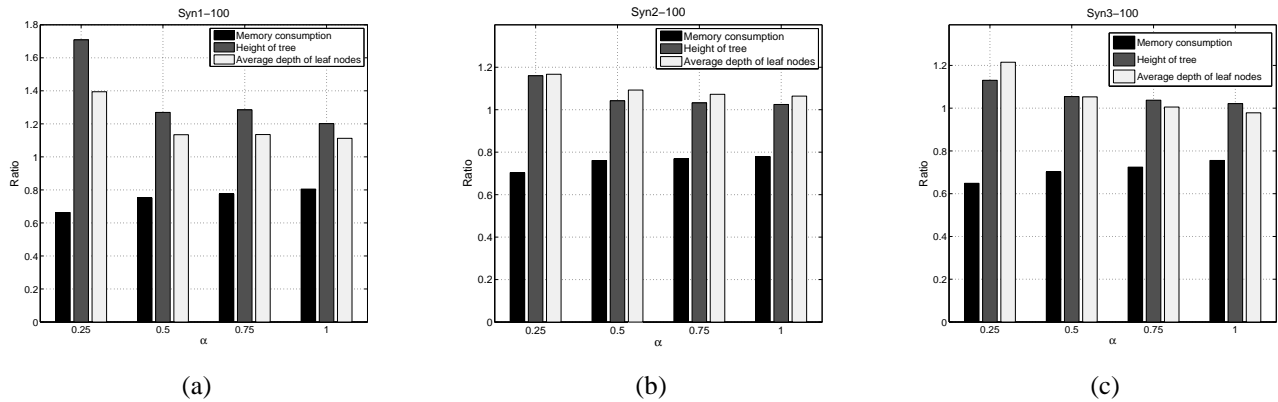 Syn1−100
Memory consumption
Height of tree
Average depth of leaf nodes
1.8
1.6
1.4
1.2
1
0.8
0.6
0.4
0.2
0
Ratio
0.25
0.5
0.75
1
α
(a)
Syn2−100
Memory consumption
Height of tree
Average depth of leaf nodes
1.2
1
0.8
0.6
0.4
0.2
0
Ratio
0.25
0.5
0.75
1
α
(b)
Syn3−100
Memory consumption
Height of tree
Average depth of leaf nodes
1.2
1
0.8
0.6
0.4
0.2
0
Ratio
0.25
0.5
0.75
1
α
(c)